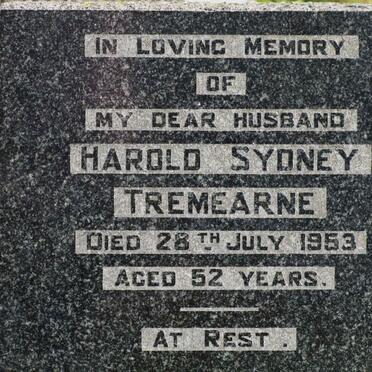 IN LOVING MEMORY
OF
MY DEAR HUSBAND
HAROLD SYDNEY
TREMEARNE
DIED 28TH JULY 1953
AGED 52 YEARS.
AT REST.